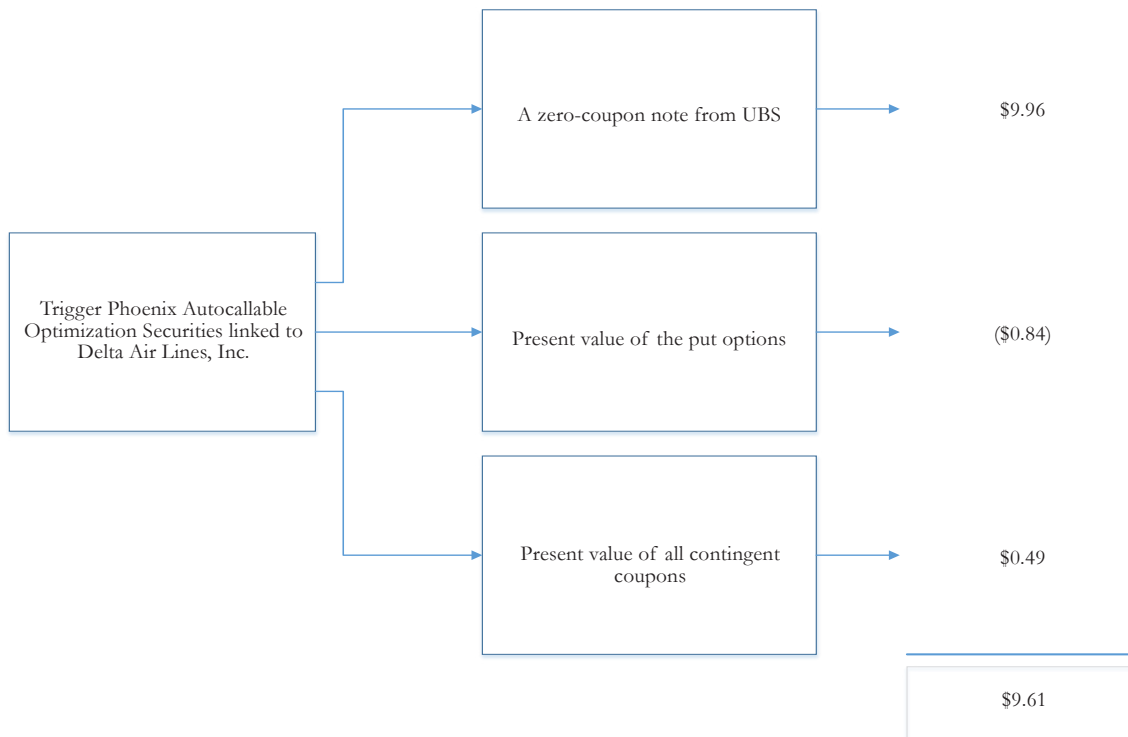 A zero-coupon note from UBS
$9.96
Trigger Phoenix Autocallable
Optimization Securities linked to
Delta Air Lines, Inc.
Present value of the put options
($0.84)
Present value of all contingent
coupons
$0.49
$9.61